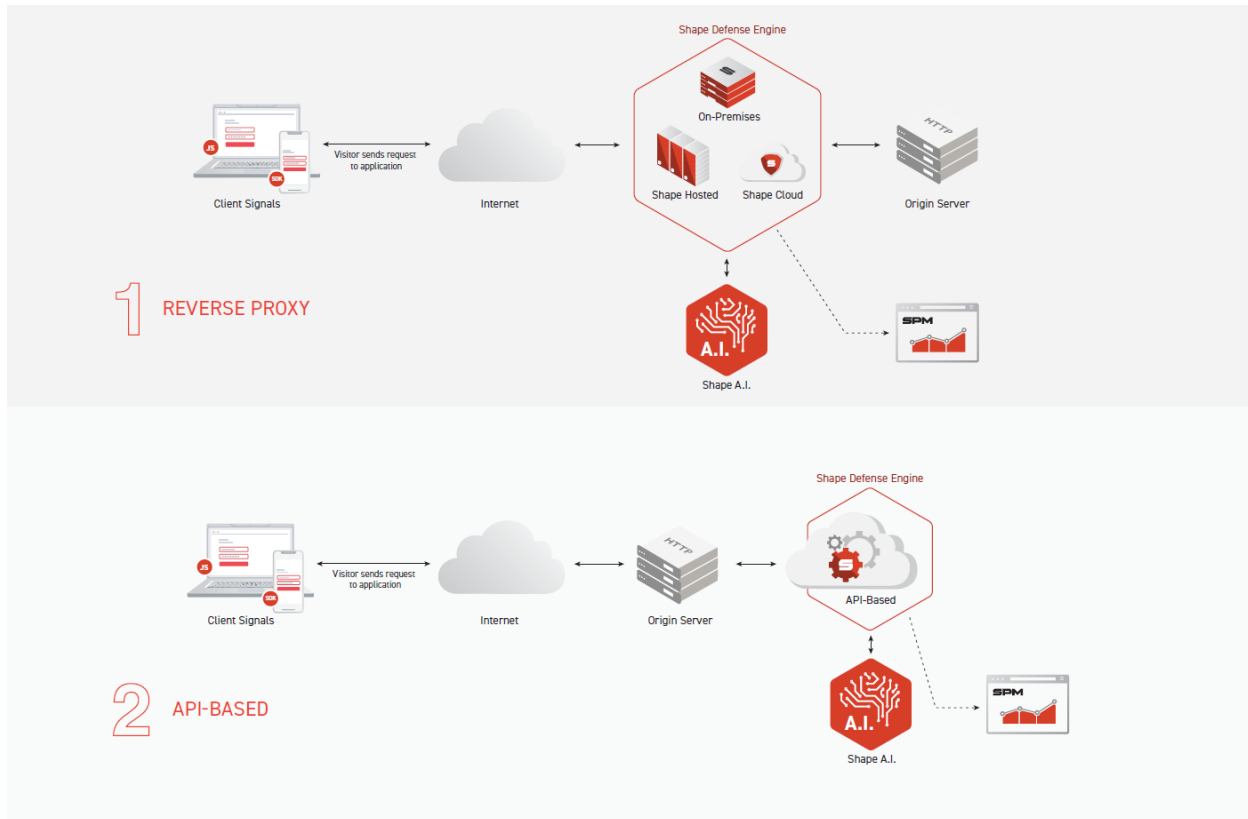 Shape Defense Engine
S
On-Premises
HTTP
JS
SDK
Visitor sends request
to application
S
Shape Hosted
Shape Cloud
Client Signals
Internet
Origin Server
1 REVERSE PROXY
SPM
A.I.
Shape A.I.
Shape Defense Engine
HTTP
JS
SDK
Visitor sends request
to application
S
API-Based
Client Signals
Internet
Origin Server
2 API-BASED
SPM
A.I.
Shape A.I.